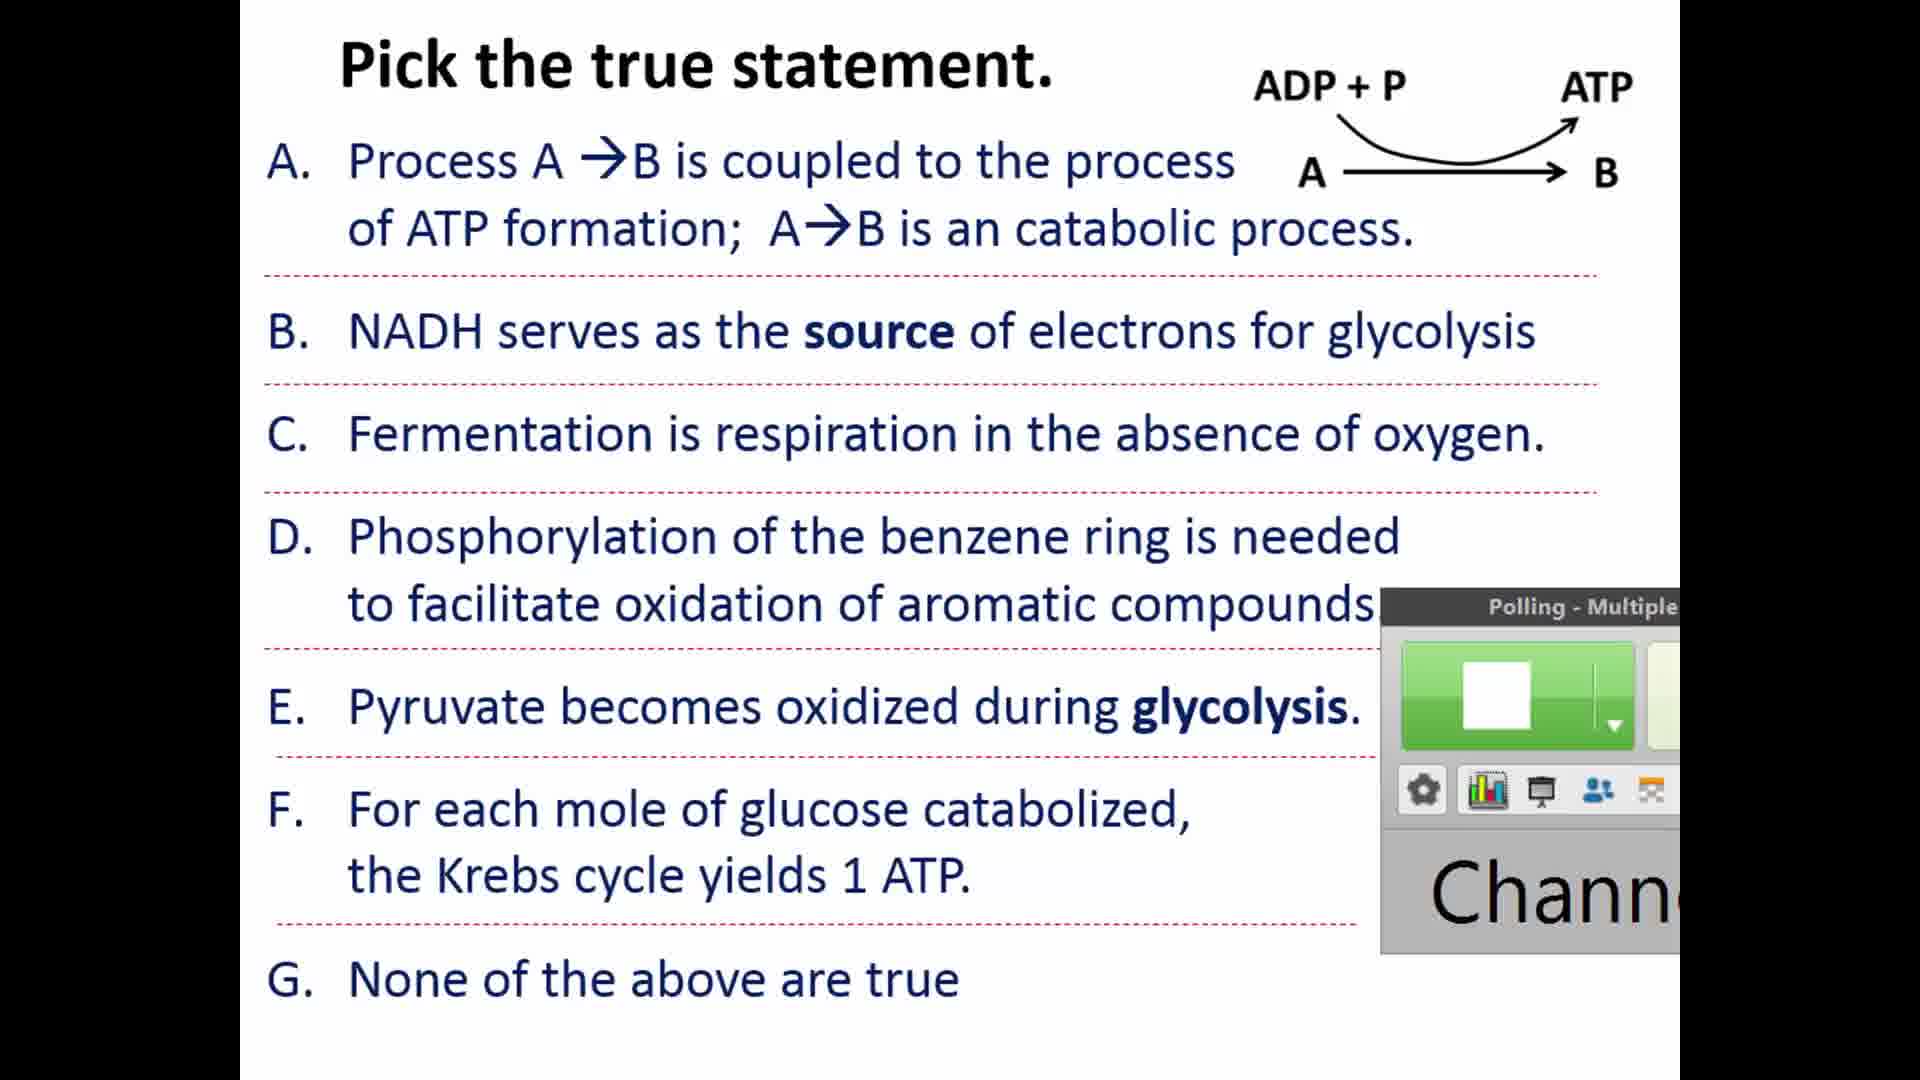 Pick the true statement.
ADP + P ATP
A B
A. Process A →B is coupled to the process
of ATP formation; A→B is an catabolic process.
B. NADH serves as the source of electrons for glycolysis
C. Fermentation is respiration in the absence of oxygen.
D. Phosphorylation of the benzene ring is needed
to facilitate oxidation of aromatic compounds
E. Pyruvate becomes oxidized during glycolysis.
F. For each mole of glucose catabolized,
the Krebs cycle yields 1 ATP.
G. None of the above are true
Polling - Multiple